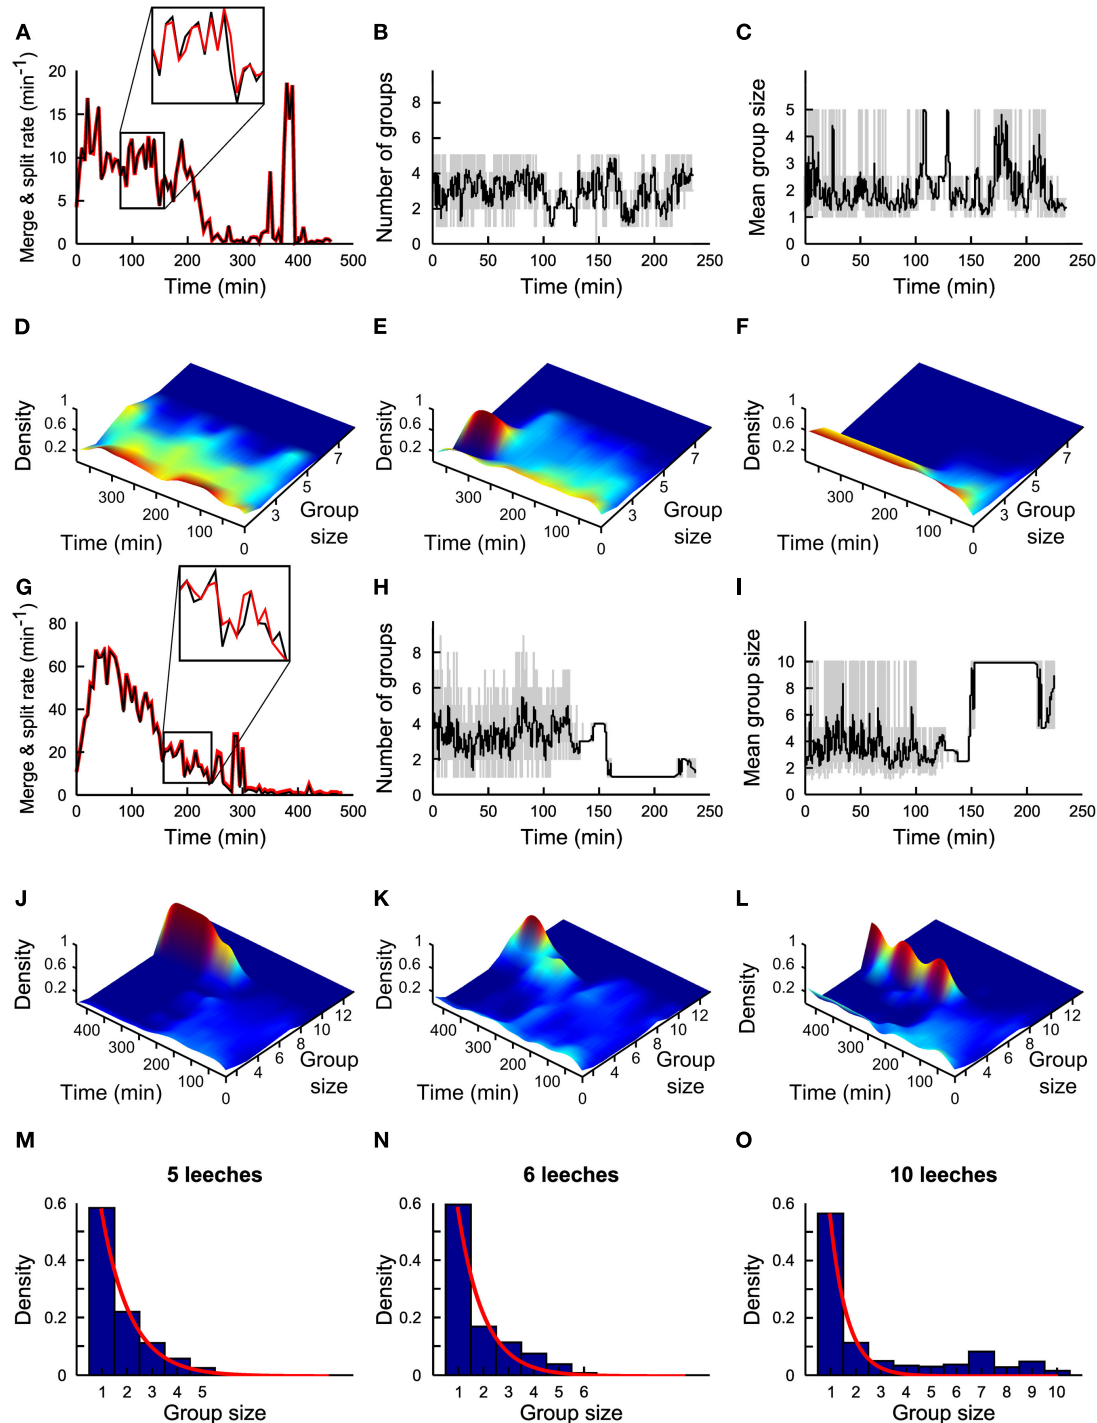 A
B
C
Merge & split rate (min⁻¹)
20
15
10
5
0
0 100 200 300 400 500
Time (min)
Number of groups
8
6
4
2
0
0 50 100 150 200 250
Time (min)
Mean group size
5
4
3
2
1
0
0 50 100 150 200 250
Time (min)
D
E
F
Density
1
0.6
0.2
300
200
100
0
Time (min)
3
5
7
Group
size
Density
1
0.6
0.2
300
200
100
0
Time (min)
3
5
7
Group
size
Density
1
0.6
0.2
300
200
100
0
Time (min)
3
5
7
Group
size
G
H
I
Merge & split rate (min⁻¹)
80
60
40
20
0
0 100 200 300 400 500
Time (min)
Number of groups
8
6
4
2
0
0 50 100 150 200 250
Time (min)
Mean group size
10
8
6
4
2
0
0 50 100 150 200 250
Time (min)
J
K
L
Density
1
0.6
0.2
400
300
200
100
0
Time (min)
4
6
8
10
12
Group
size
Density
1
0.6
0.2
400
300
200
100
0
Time (min)
4
6
8
10
12
Group
size
Density
1
0.6
0.2
400
300
200
100
0
Time (min)
4
6
8
10
12
Group
size
M
N
O
5 leeches
6 leeches
10 leeches
Density
0.6
0.4
0.2
0
1 2 3 4 5
Group size
Density
0.6
0.4
0.2
0
1 2 3 4 5 6
Group size
Density
0.6
0.4
0.2
0
1 2 3 4 5 6 7 8 9 10
Group size